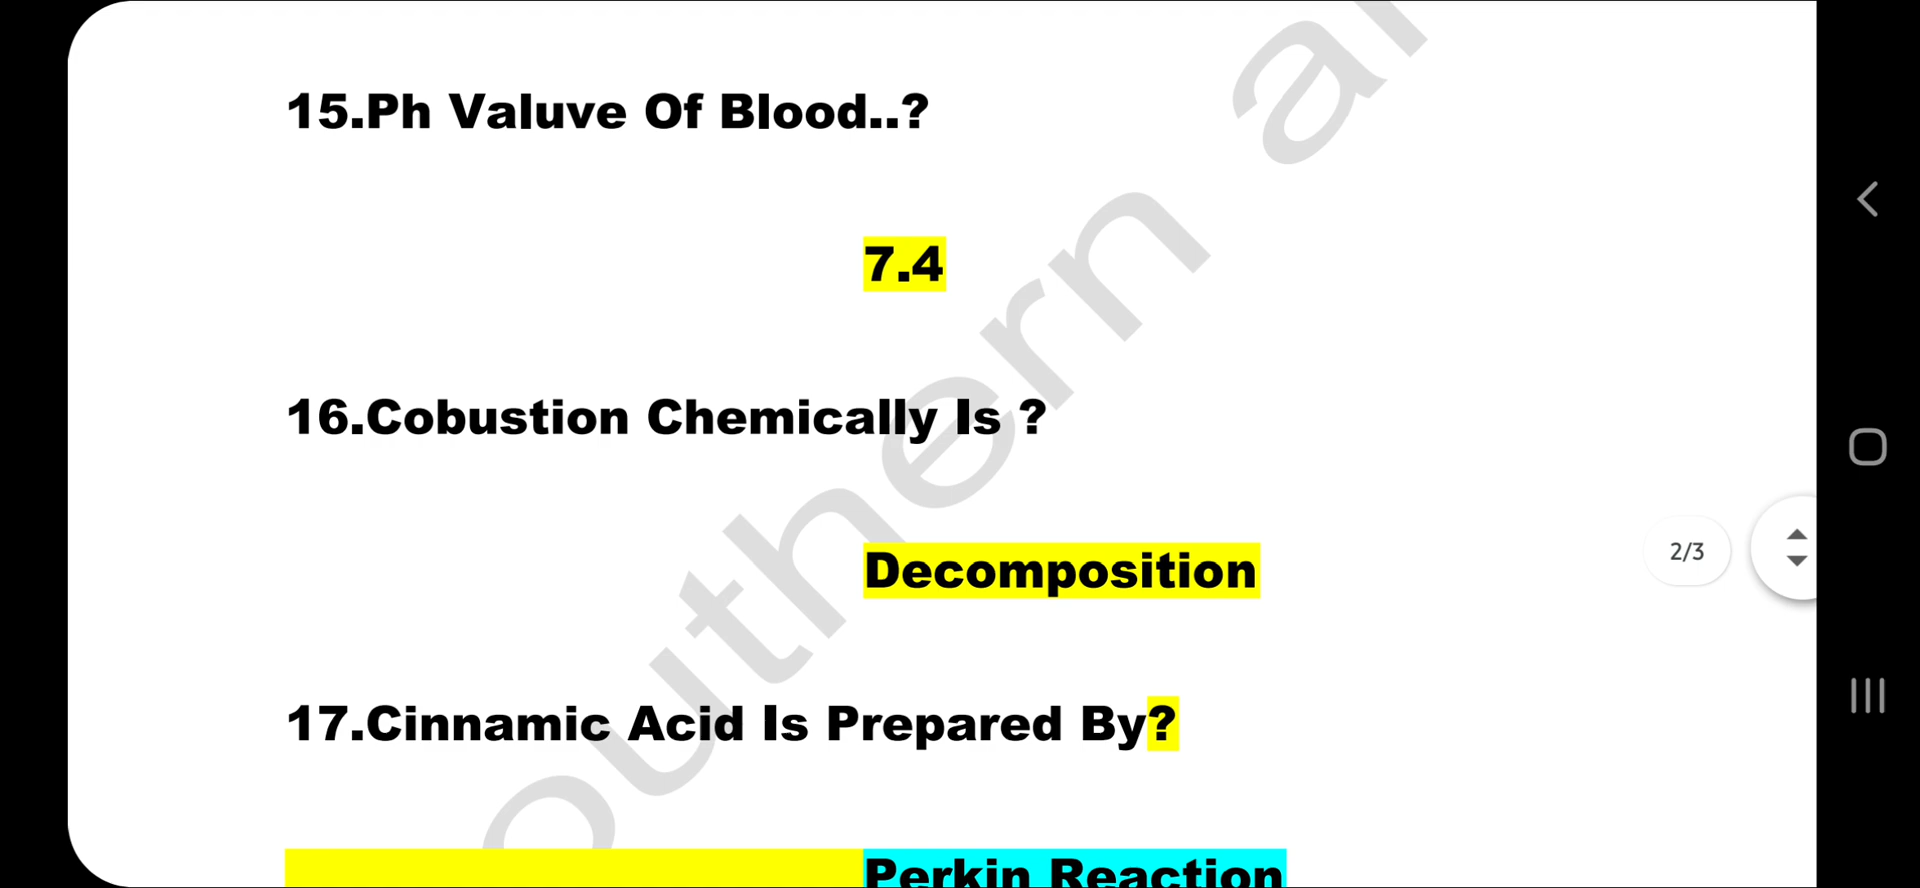 15.Ph Valuve Of Blood..?
7.4
16.Cobustion Chemically Is ?
Decomposition
2/3
17.Cinnamic Acid Is Prepared By?
Perkin Reaction
outhern